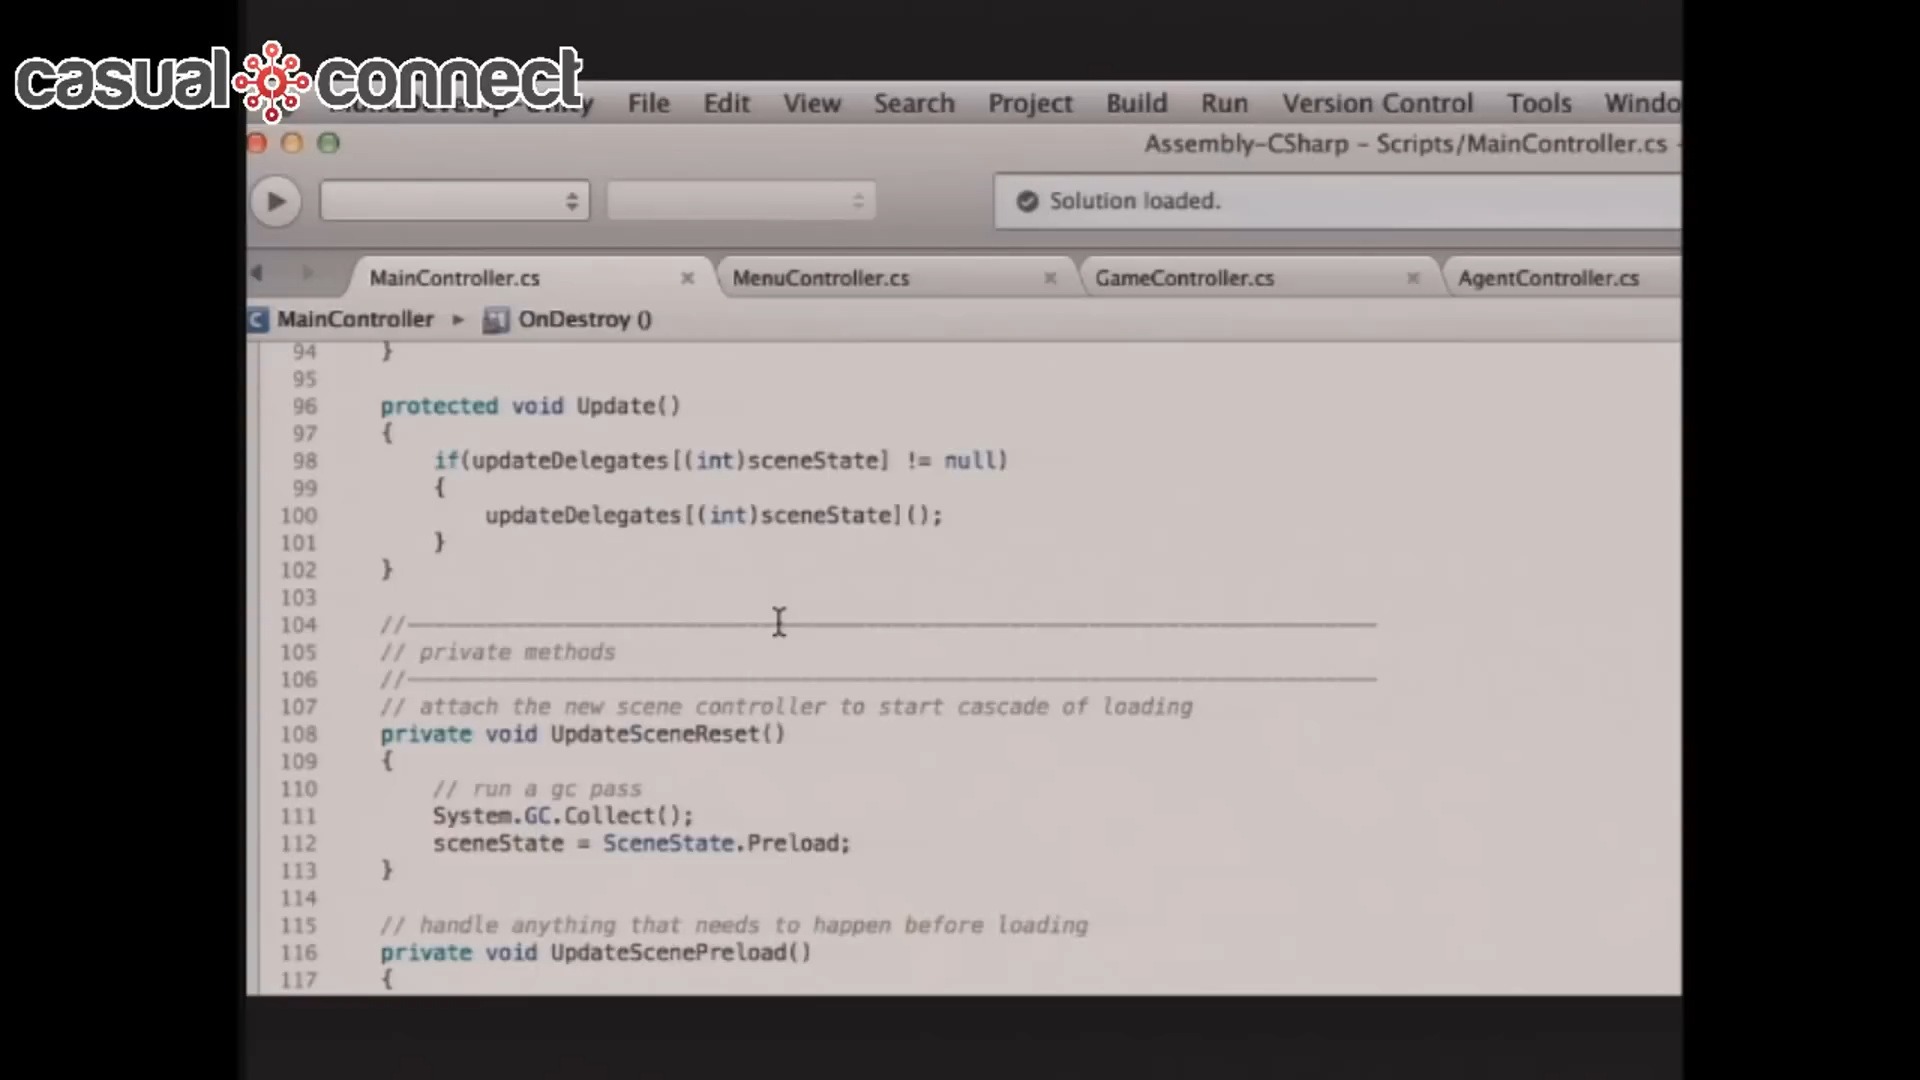 casual connect
File Edit View Search Project Build Run Version Control Tools Windo
Assembly-CSharp – Scripts/MainController.cs –
Solution loaded.
MainController.cs MenuController.cs GameController.cs AgentController.cs
MainController OnDestroy ()
94 }
95
96 protected void Update()
97 {
98 if(updateDelegates[(int)sceneState] != null)
99 {
100 updateDelegates[(int)sceneState]();
101 }
102 }
103
104 //--------------------------------------------------------------------------
105 // private methods
106 //--------------------------------------------------------------------------
107 // attach the new scene controller to start cascade of loading
108 private void UpdateSceneReset()
109 {
110 // run a gc pass
111 System.GC.Collect();
112 sceneState = SceneState.Preload;
113 }
114
115 // handle anything that needs to happen before loading
116 private void UpdateScenePreload()
117 {